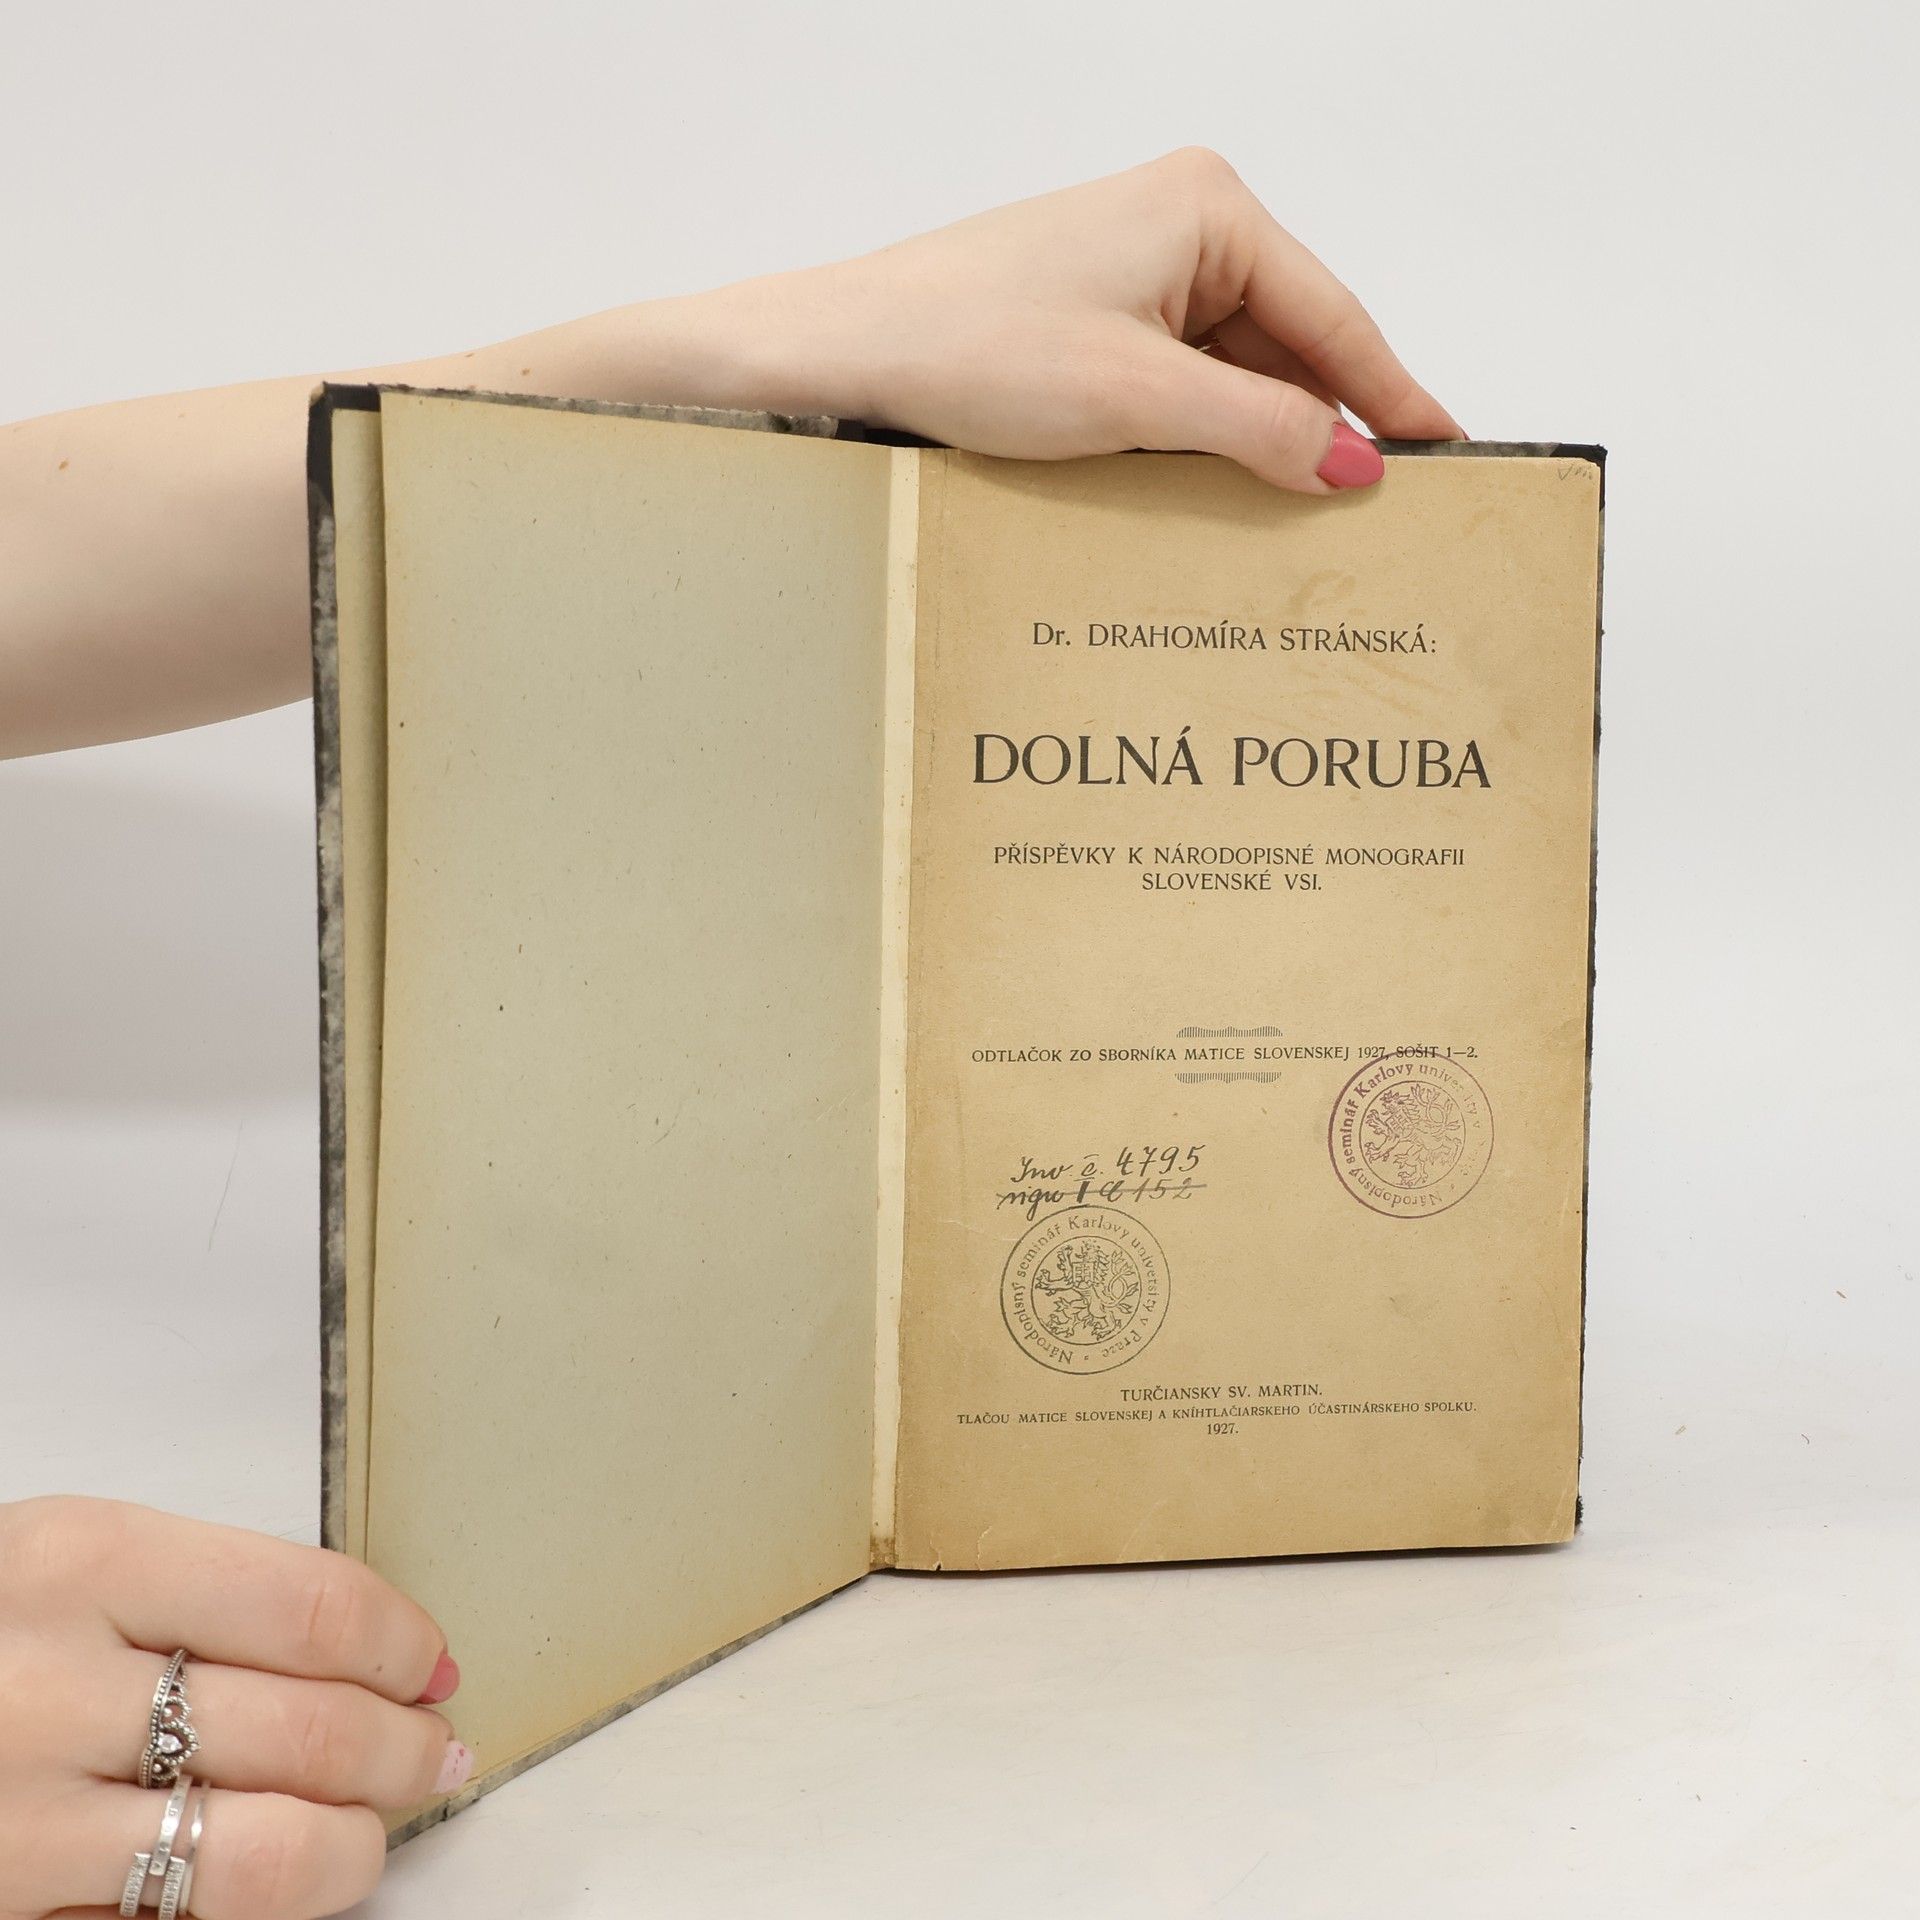 Dr. DRAHOMÍRA STRÁNSKÁ:
DOLNÁ PORUBA
PŘÍSPĚVKY K NÁRODOPISNÉ MONOGRAFII
SLOVENSKÉ VSI.
ODTLAČOK ZO SBORNÍKA MATICE SLOVENSKEJ 1927, SOŠIT 1—2.
Národopisný seminář Karlovy university v
Inv. č. 4795
sign I 152
Národopisný seminář Karlovy university v Praze
TURČIANSKY SV. MARTIN.
TLAČOU MATICE SLOVENSKEJ A KNÍHTLAČIARSKEHO ÚČASTINÁRSKEHO SPOLKU.
1927.